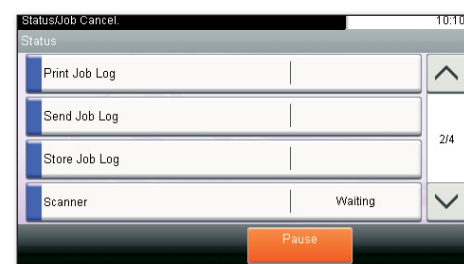 Status/Job Cancel. 10:10
Status
Print Job Log
Send Job Log
2/4
Store Job Log
Scanner Waiting
Pause